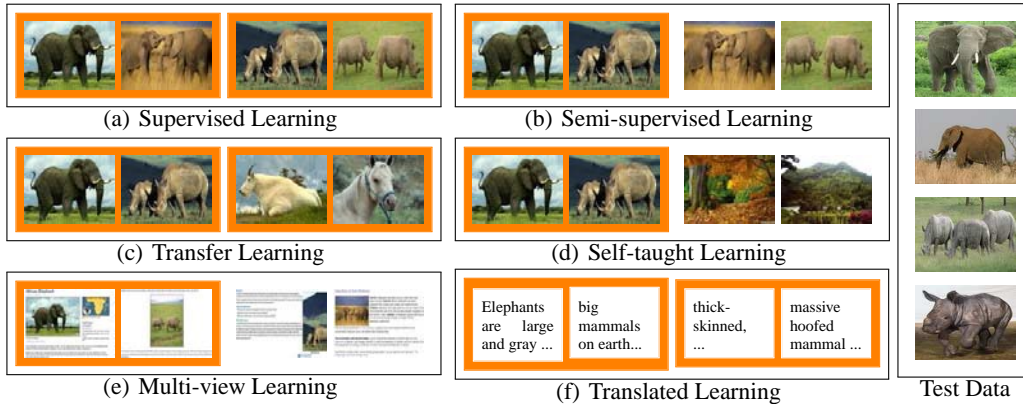 (a) Supervised Learning
(b) Semi-supervised Learning
(c) Transfer Learning
(d) Self-taught Learning
Elephants
are large
and gray ...
big
mammals
on earth...
thick-
skinned,
...
massive
hoofed
mammal ...
(e) Multi-view Learning
(f) Translated Learning
Test Data